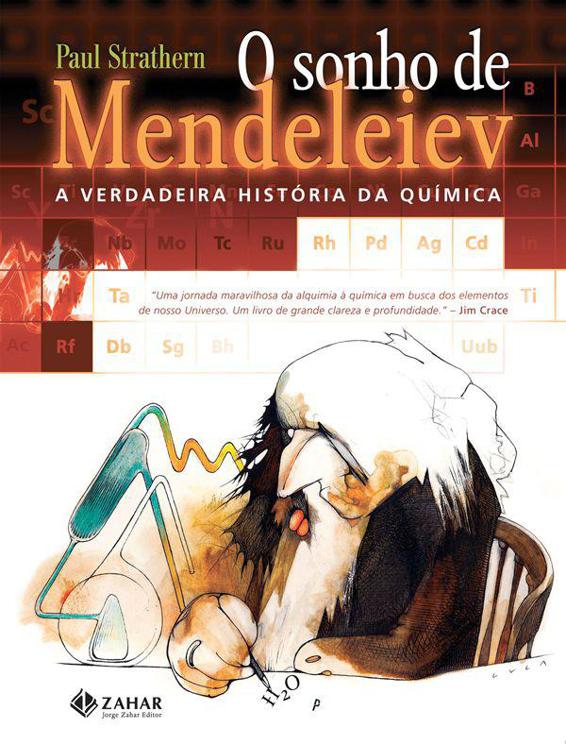 Paul Strathern
O sonho de
Mendeleiev
A VERDADEIRA HISTÓRIA DA QUÍMICA
B
Sc
Al
Sc Ti Ga
Nb Mo Tc Ru Rh Pd Ag Cd In
Ta Ti
"Uma jornada maravilhosa da alquimia à química em busca dos elementos
de nosso Universo. Um livro de grande clareza e profundidade." – Jim Crace
Ac Rf Db Sg Bh Uub
H2O
P
ZAHAR
Jorge Zahar Editor